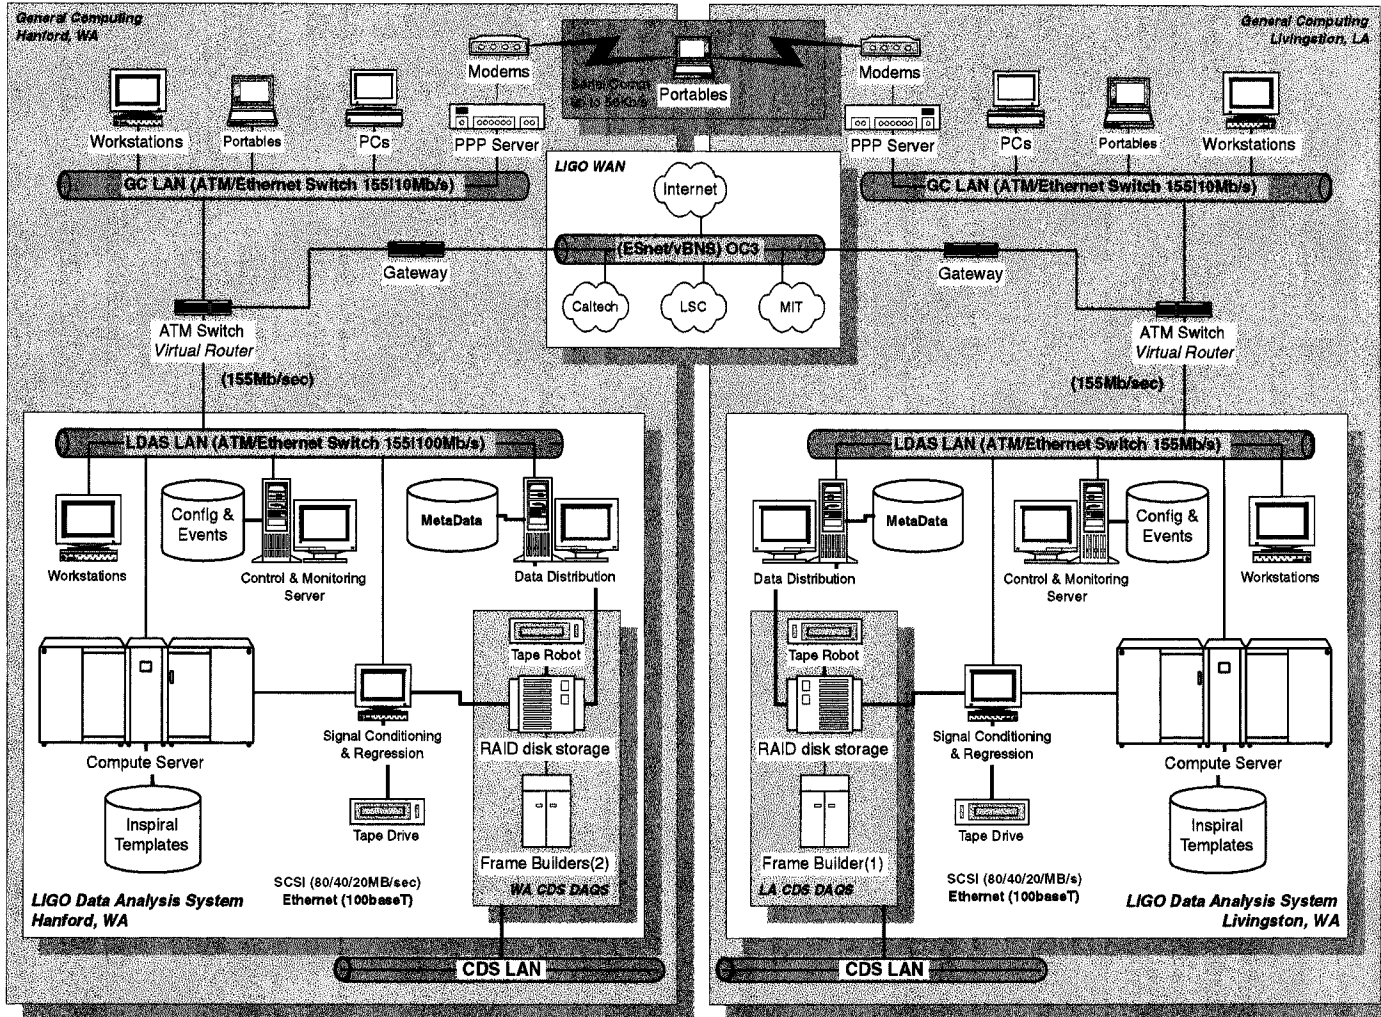 General Computing
Hanford, WA
General Computing
Livingston, LA
Modems
Serial Comm
up to 56Kb/s
Portables
Modems
Workstations
Portables
PCs
PPP Server
PPP Server
PCs
Portables
Workstations
GC LAN (ATM/Ethernet Switch 155|10Mb/s)
LIGO WAN
Internet
GC LAN (ATM/Ethernet Switch 155|10Mb/s)
Gateway
(ESnet/vBNS) OC3
Gateway
Caltech
LSC
MIT
ATM Switch
Virtual Router
ATM Switch
Virtual Router
(155Mb/sec)
(155Mb/sec)
LDAS LAN (ATM/Ethernet Switch 155|100Mb/s)
LDAS LAN (ATM/Ethernet Switch 155Mb/s)
Workstations
Config &
Events
Control & Monitoring
Server
MetaData
Data Distribution
Data Distribution
MetaData
Control & Monitoring
Server
Config &
Events
Workstations
Tape Robot
Tape Robot
Compute Server
Signal Conditioning
& Regression
RAID disk storage
RAID disk storage
Signal Conditioning
& Regression
Compute Server
Inspiral
Templates
Tape Drive
Frame Builders(2)
Frame Builder(1)
Tape Drive
Inspiral
Templates
SCSI (80/40/20MB/sec)
Ethernet (100baseT)
WA CDS DAQS
LA CDS DAQS
SCSI (80/40/20/MB/s)
Ethernet (100baseT)
LIGO Data Analysis System
Hanford, WA
LIGO Data Analysis System
Livingston, WA
CDS LAN
CDS LAN